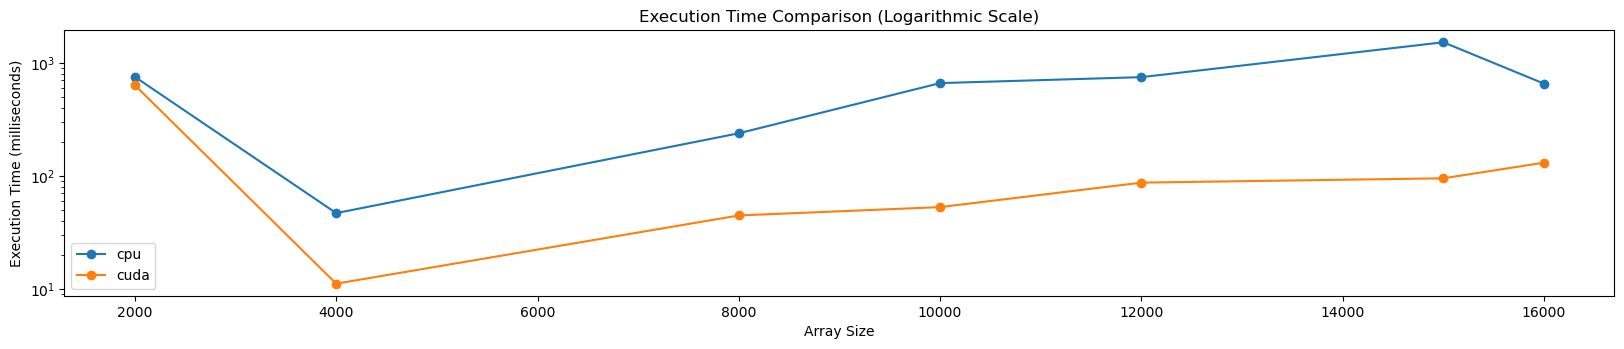 Execution Time Comparison (Logarithmic Scale)
Execution Time (milliseconds)
10³
10²
10¹
cpu
cuda
2000 4000 6000 8000 10000 12000 14000 16000
Array Size